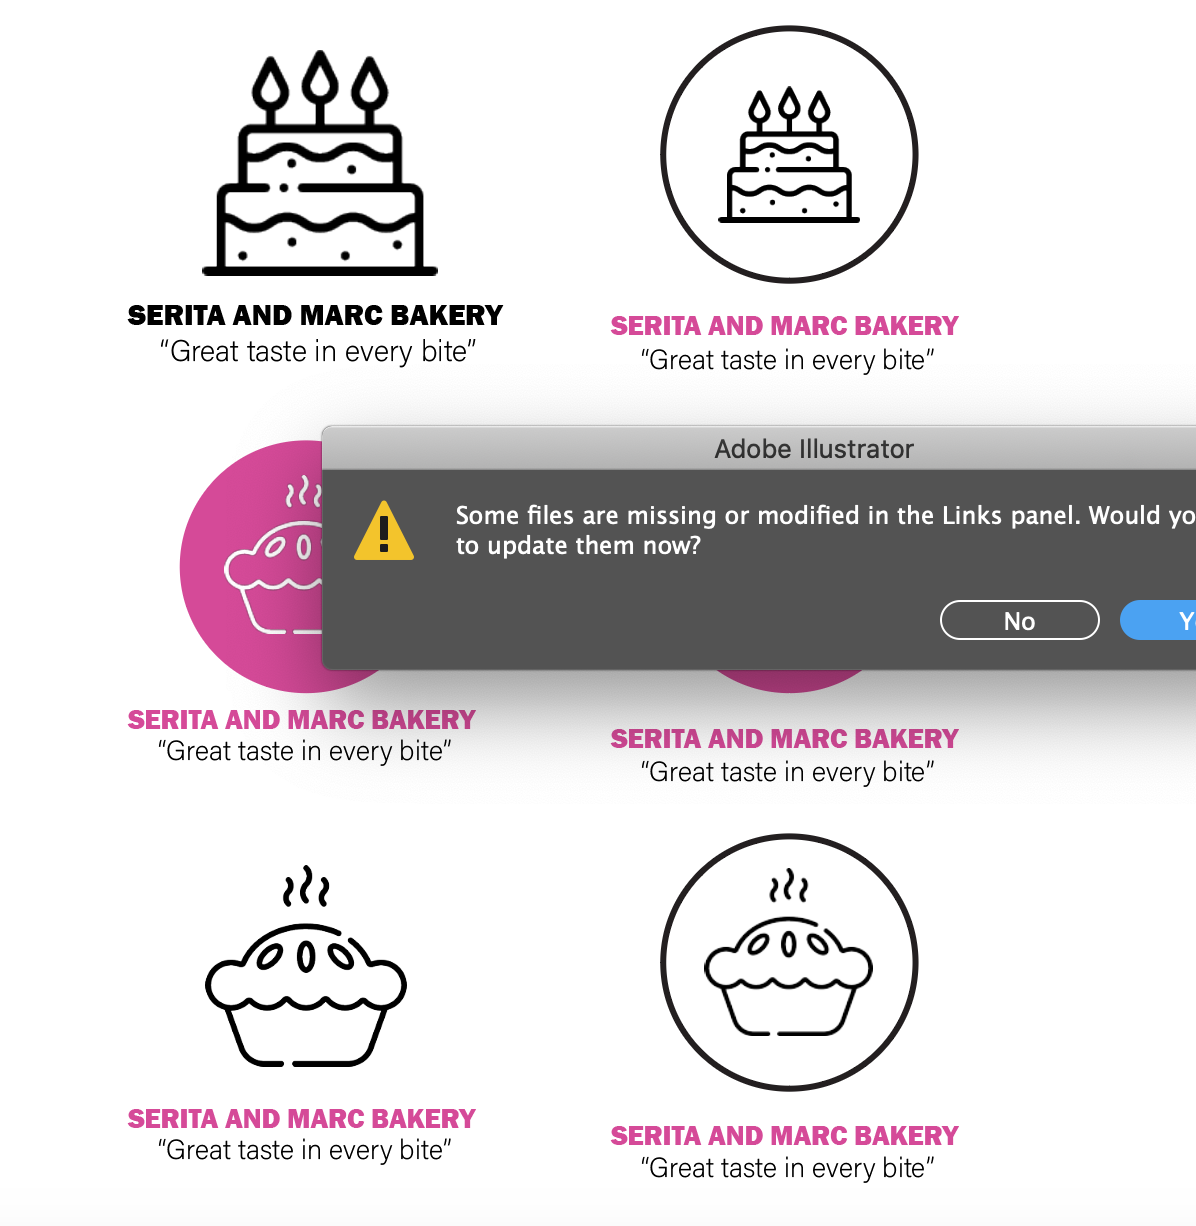 SERITA AND MARC BAKERY
“Great taste in every bite”
SERITA AND MARC BAKERY
“Great taste in every bite”
Adobe Illustrator
Some files are missing or modified in the Links panel. Would
to update them now?
No
SERITA AND MARC BAKERY
“Great taste in every bite”
SERITA AND MARC BAKERY
“Great taste in every bite”
SERITA AND MARC BAKERY
“Great taste in every bite”
SERITA AND MARC BAKERY
“Great taste in every bite”